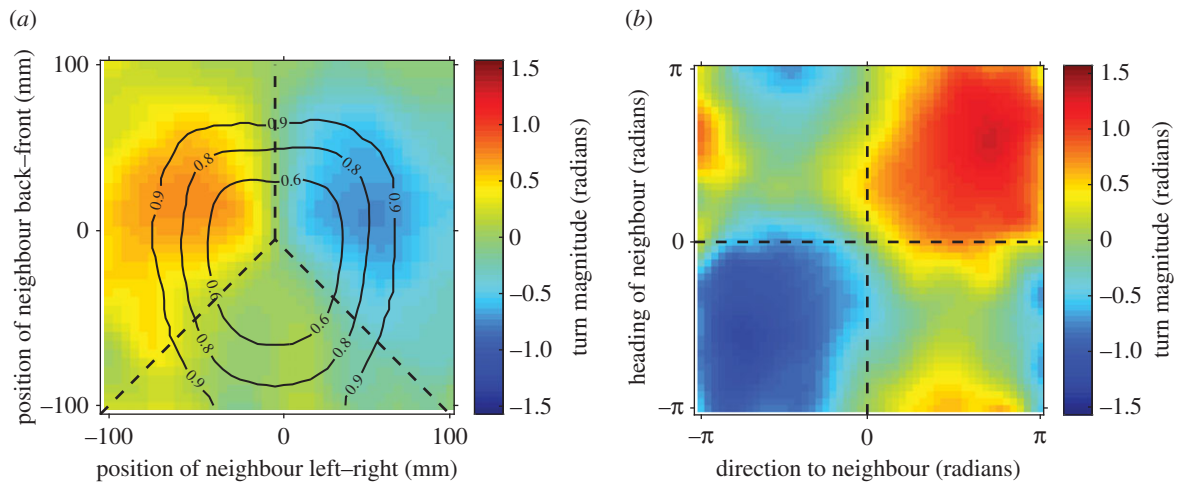 (a)
position of neighbour back–front (mm)
100
0
–100
–100
0
100
position of neighbour left–right (mm)
0.9
0.8
0.6
0.9
0.8
0.9
0.6
0.6
0.8
0.8
0.9
0.9
1.5
1.0
0.5
0
–0.5
–1.0
–1.5
turn magnitude (radians)
(b)
heading of neighbour (radians)
π
0
–π
–π
0
π
direction to neighbour (radians)
1.5
1.0
0.5
0
–0.5
–1.0
–1.5
turn magnitude (radians)